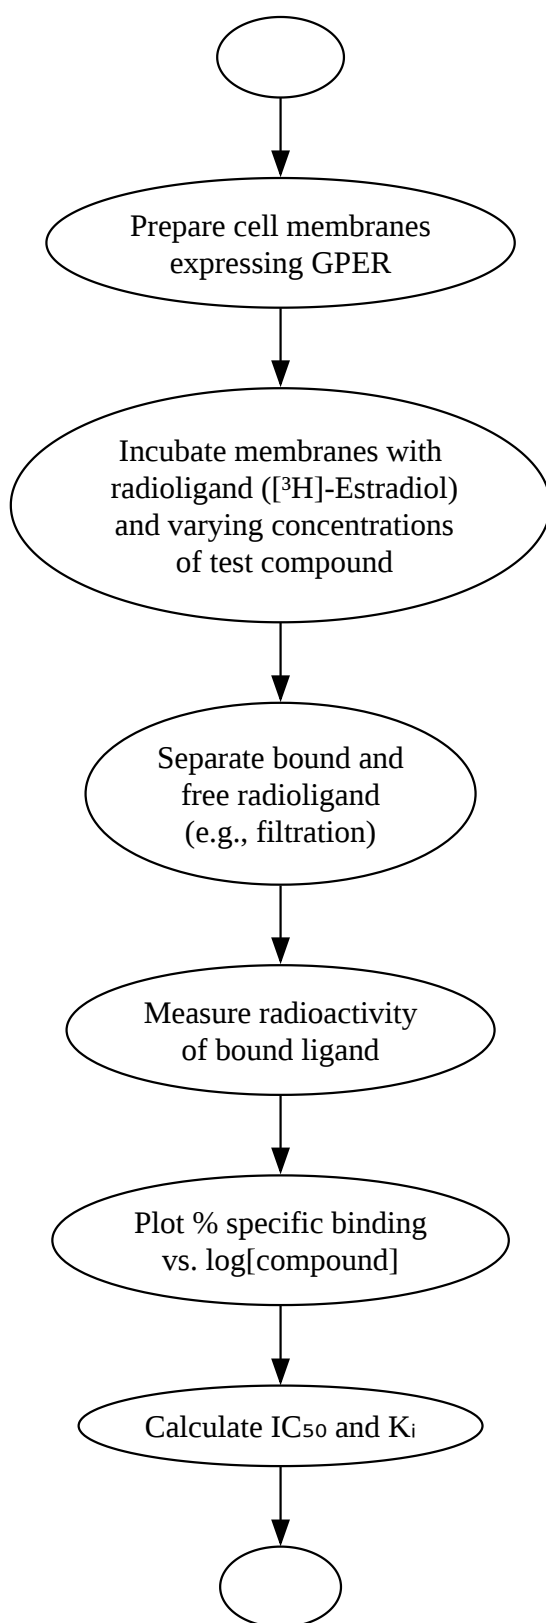 Prepare cell membranes
expressing GPER
Incubate membranes with
radioligand ([³H]-Estradiol)
and varying concentrations
of test compound
Separate bound and
free radioligand
(e.g., filtration)
Measure radioactivity
of bound ligand
Plot % specific binding
vs. log[compound]
Calculate IC₅₀ and Kᵢ